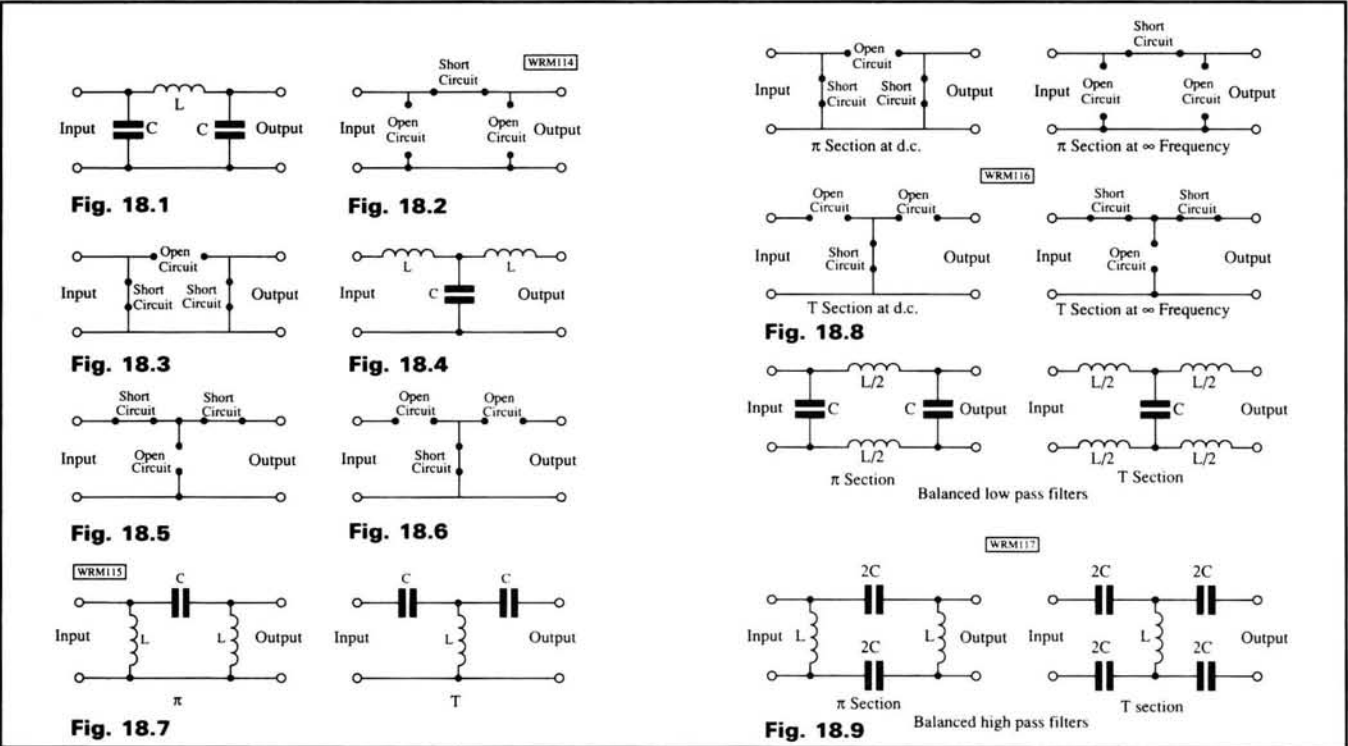 L
Input
C
C
Output
Fig. 18.1
WRM114
Short
Circuit
Input
Open
Circuit
Open
Circuit
Output
Fig. 18.2
Open
Circuit
Input
Short
Circuit
Short
Circuit
Output
Fig. 18.3
L
L
Input
C
Output
Fig. 18.4
Short
Circuit
Short
Circuit
Input
Open
Circuit
Output
Fig. 18.5
Open
Circuit
Open
Circuit
Input
Short
Circuit
Output
Fig. 18.6
WRM115
C
Input
L
L
Output
π
C
C
Input
L
Output
T
Fig. 18.7
Open
Circuit
Input
Short
Circuit
Short
Circuit
Output
π Section at d.c.
Short
Circuit
Input
Open
Circuit
Open
Circuit
Output
π Section at ∞ Frequency
WRM116
Open
Circuit
Open
Circuit
Input
Short
Circuit
Output
T Section at d.c.
Short
Circuit
Short
Circuit
Input
Open
Circuit
Output
T Section at ∞ Frequency
Fig. 18.8
L/2
Input
C
C
Output
L/2
π Section
L/2
L/2
Input
C
Output
L/2
L/2
T Section
Balanced low pass filters
WRM117
2C
Input
L
L
Output
2C
π Section
2C
2C
Input
L
Output
2C
2C
T section
Balanced high pass filters
Fig. 18.9